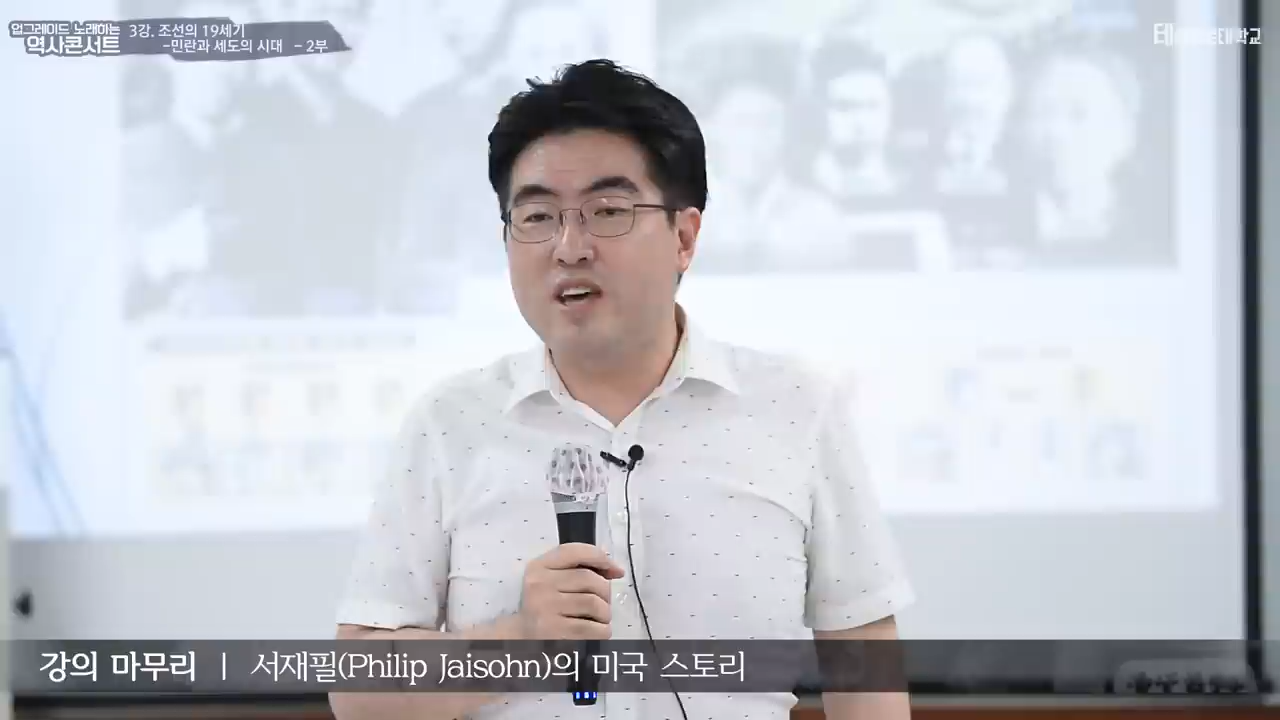 업그레이드 노래하는
역사콘서트
3강. 조선의 19세기
-민란과 세도의 시대 - 2부
강의 마무리 | 서재필(Philip Jaisohn)의 미국 스토리